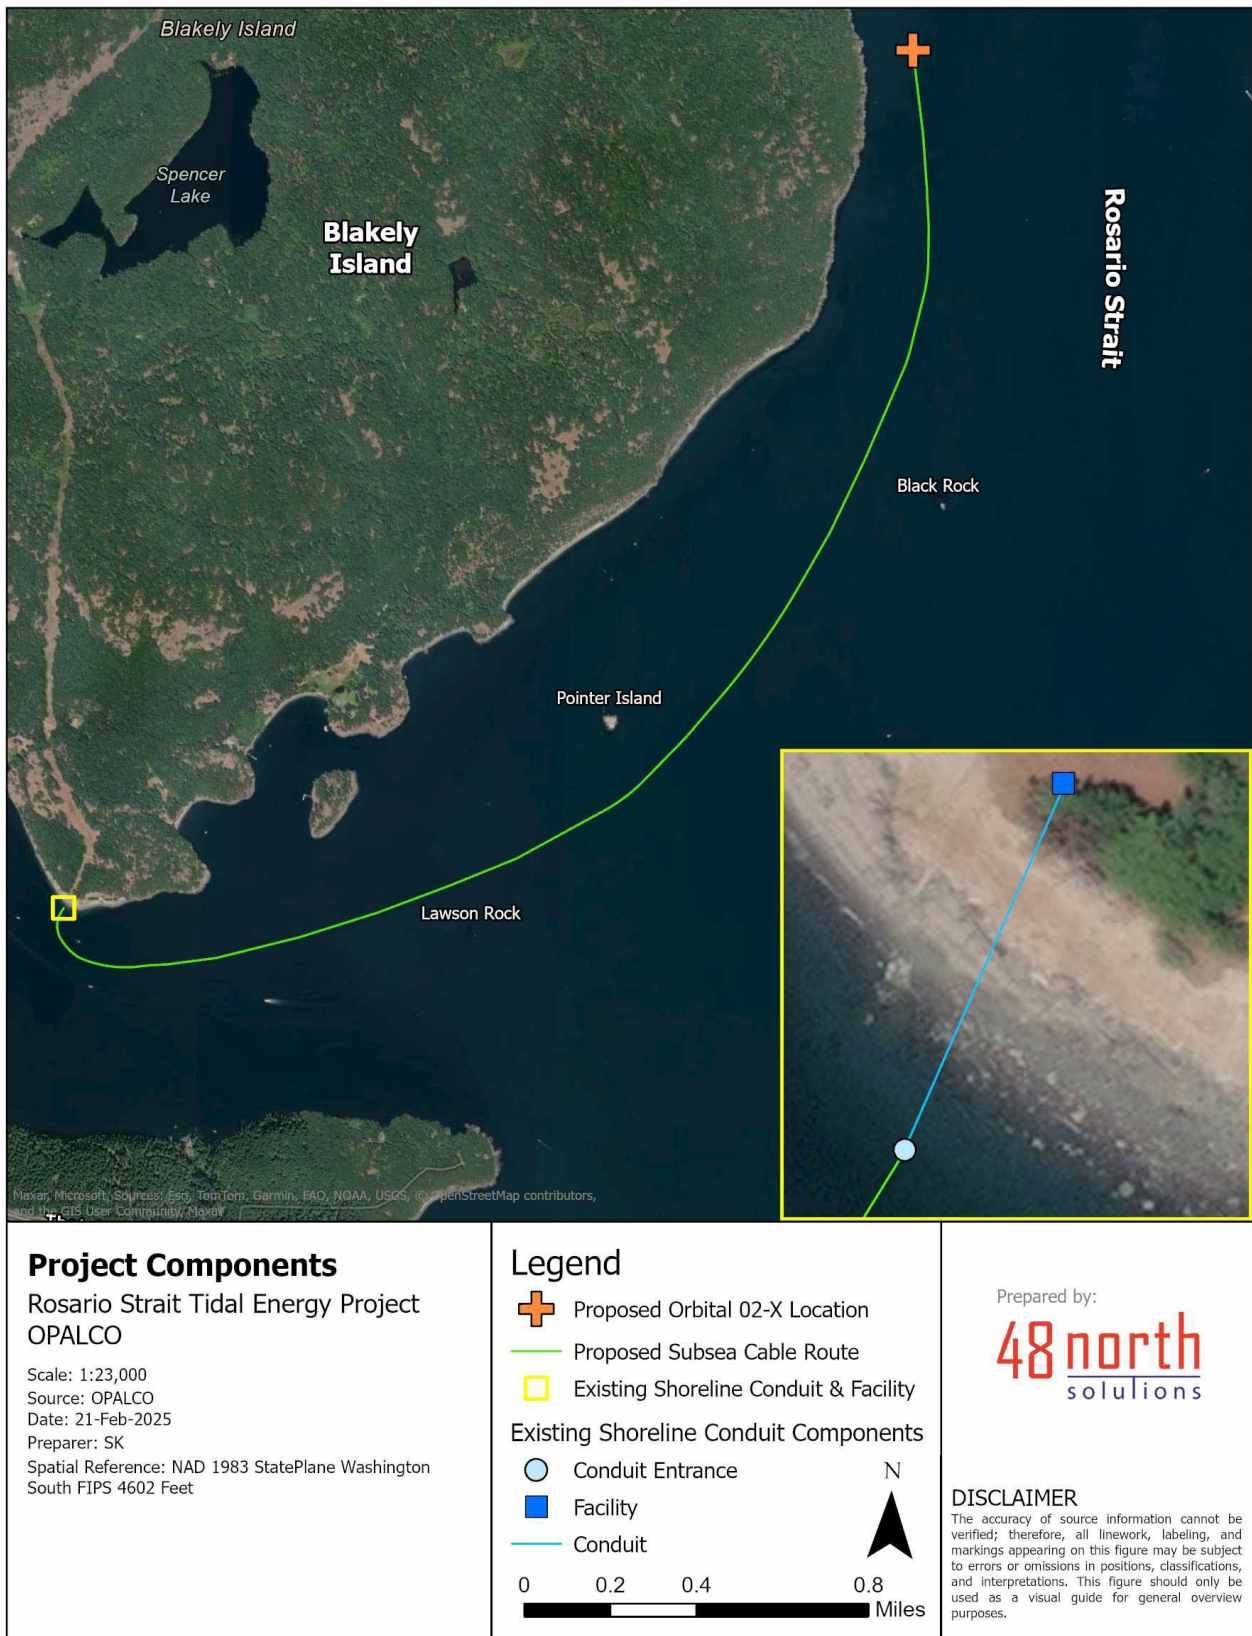 Blakely Island
Spencer
Lake
Blakely
Island
Rosario Strait
Black Rock
Pointer Island
Lawson Rock
Maxar, Microsoft, Sources: Esri, TomTom, Garmin, FAO, NOAA, USGS, © OpenStreetMap contributors,
and the GIS User Community, Maxar
Project Components
Rosario Strait Tidal Energy Project
OPALCO
Scale: 1:23,000
Source: OPALCO
Date: 21-Feb-2025
Preparer: SK
Spatial Reference: NAD 1983 StatePlane Washington
South FIPS 4602 Feet
Legend
Proposed Orbital 02-X Location
Proposed Subsea Cable Route
Existing Shoreline Conduit & Facility
Existing Shoreline Conduit Components
Conduit Entrance
Facility
Conduit
N
0 0.2 0.4 0.8
Miles
Prepared by:
48 north
solutions
DISCLAIMER
The accuracy of source information cannot be
verified; therefore, all linework, labeling, and
markings appearing on this figure may be subject
to errors or omissions in positions, classifications,
and interpretations. This figure should only be
used as a visual guide for general overview
purposes.